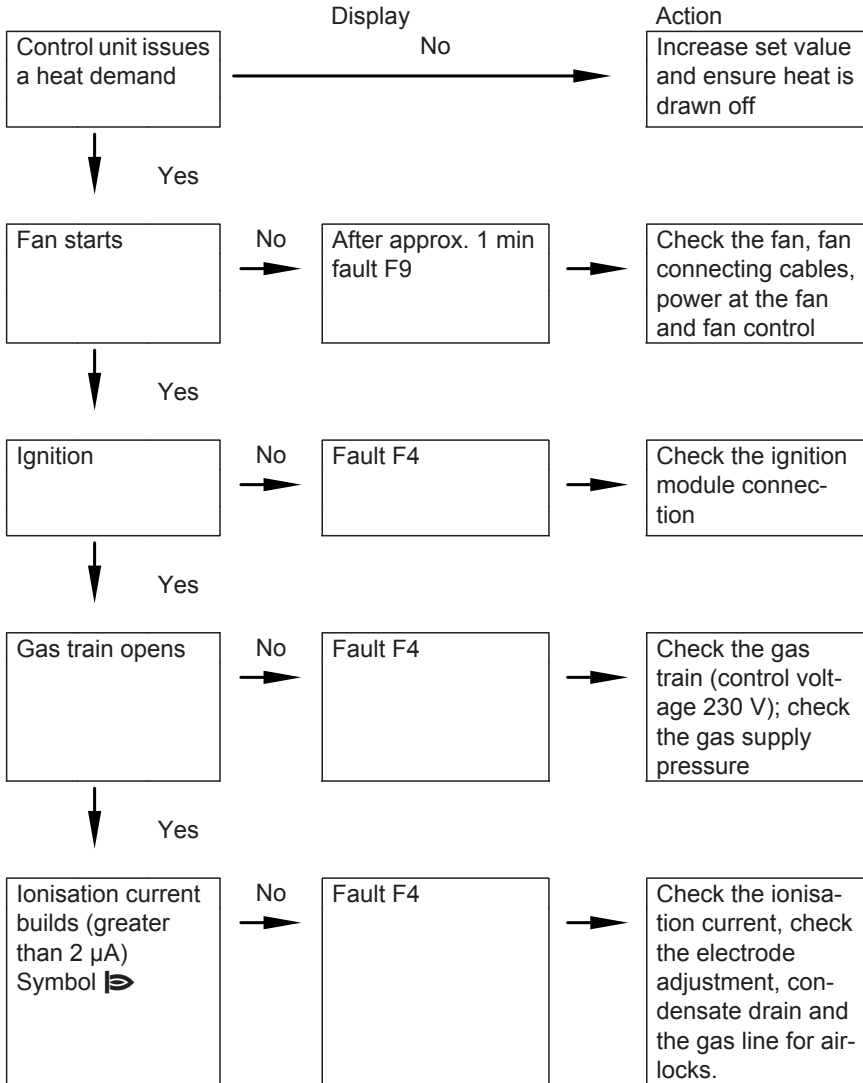 Display
Action
Control unit issues
a heat demand
No
Increase set value
and ensure heat is
drawn off
Yes
Fan starts
No
After approx. 1 min
fault F9
Check the fan, fan
connecting cables,
power at the fan
and fan control
Yes
Ignition
No
Fault F4
Check the ignition
module connec-
tion
Yes
Gas train opens
No
Fault F4
Check the gas
train (control volt-
age 230 V); check
the gas supply
pressure
Yes
Ionisation current
builds (greater
than 2 µA)
Symbol
No
Fault F4
Check the ionisa-
tion current, check
the electrode
adjustment, con-
densate drain and
the gas line for air-
locks.